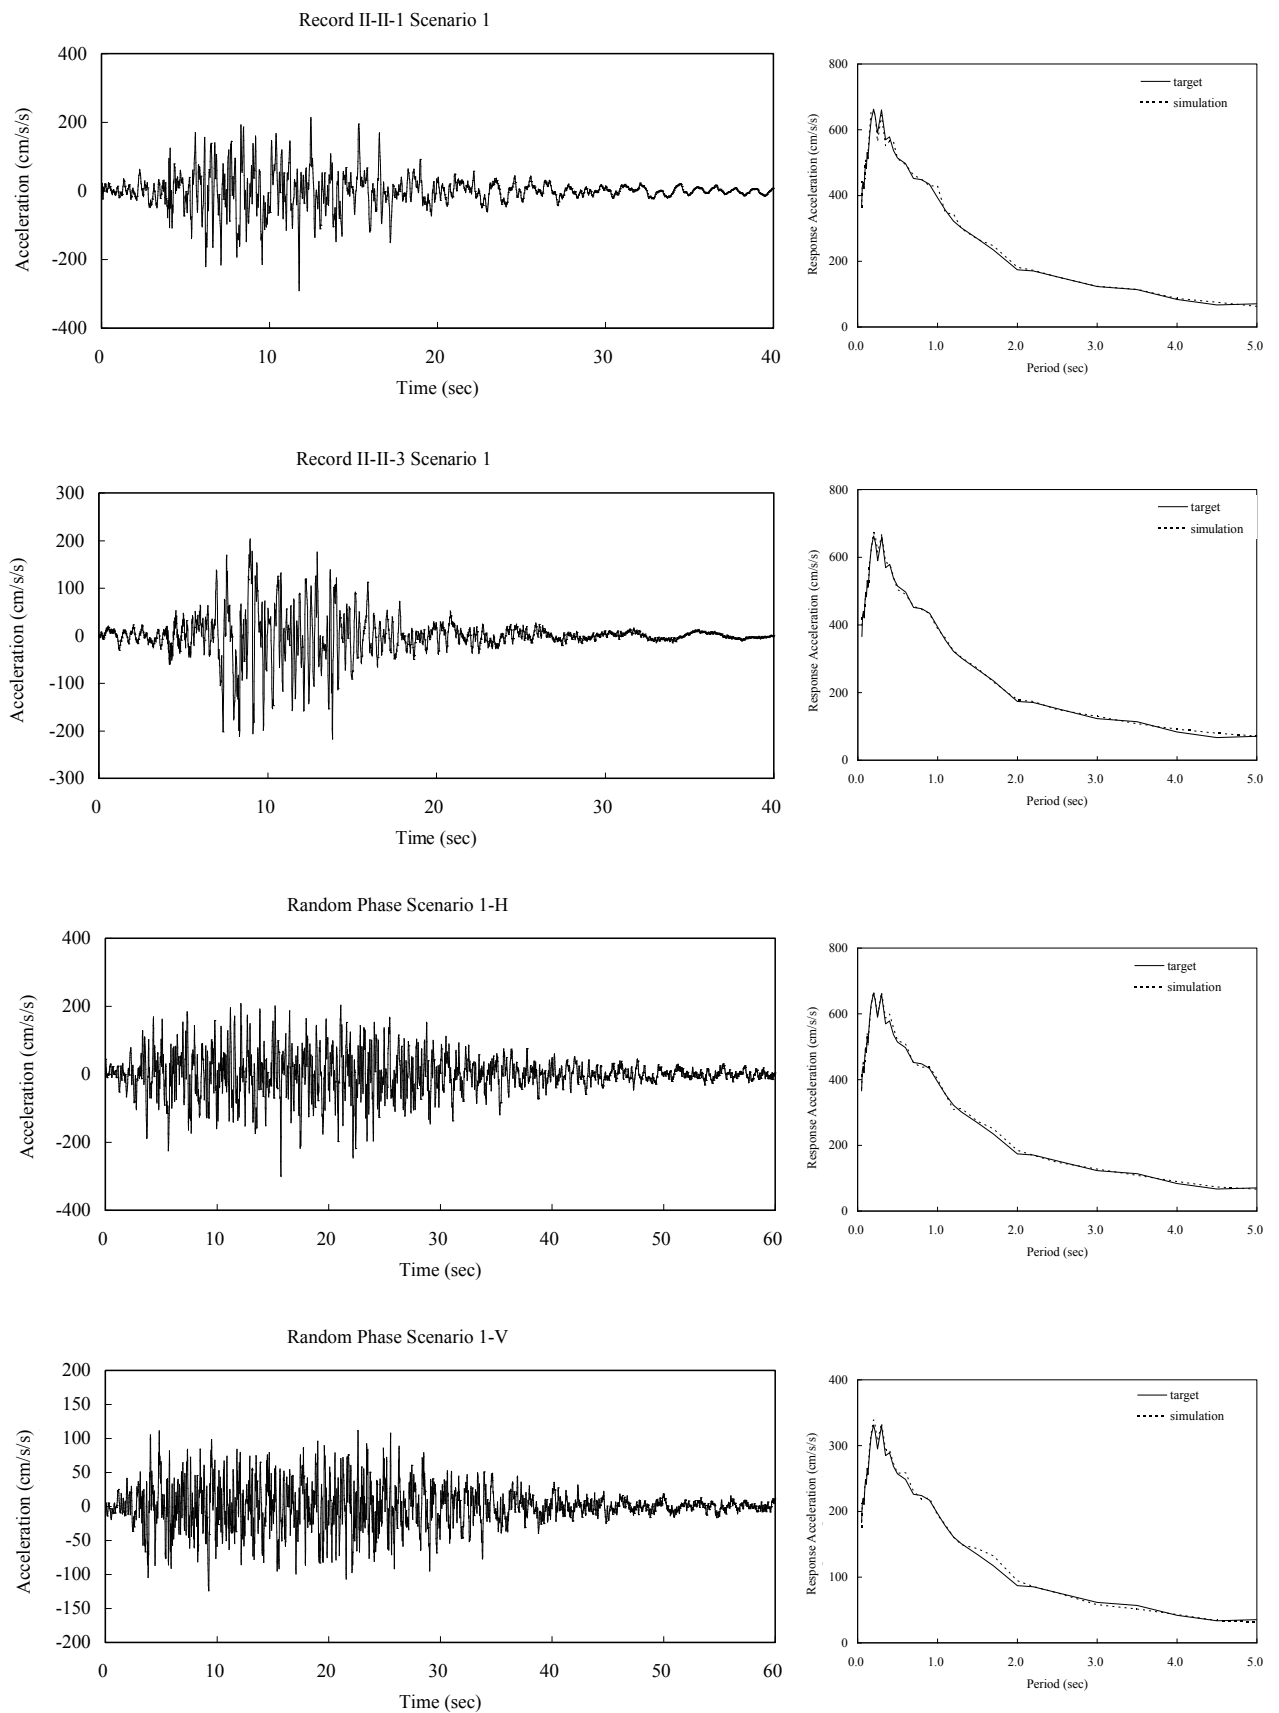 Record II-II-1 Scenario 1
Acceleration (cm/s/s)
400
200
0
-200
-400
0 10 20 30 40
Time (sec)
Response Acceleration (cm/s/s)
800
600
400
200
0
target
simulation
0.0 1.0 2.0 3.0 4.0 5.0
Period (sec)
Record II-II-3 Scenario 1
Acceleration (cm/s/s)
300
200
100
0
-100
-200
-300
0 10 20 30 40
Time (sec)
Response Acceleration (cm/s/s)
800
600
400
200
0
target
simulation
0.0 1.0 2.0 3.0 4.0 5.0
Period (sec)
Random Phase Scenario 1-H
Acceleration (cm/s/s)
400
200
0
-200
-400
0 10 20 30 40 50 60
Time (sec)
Response Acceleration (cm/s/s)
800
600
400
200
0
target
simulation
0.0 1.0 2.0 3.0 4.0 5.0
Period (sec)
Random Phase Scenario 1-V
Acceleration (cm/s/s)
200
150
100
50
0
-50
-100
-150
-200
0 10 20 30 40 50 60
Time (sec)
Response Acceleration (cm/s/s)
400
300
200
100
0
target
simulation
0.0 1.0 2.0 3.0 4.0 5.0
Period (sec)